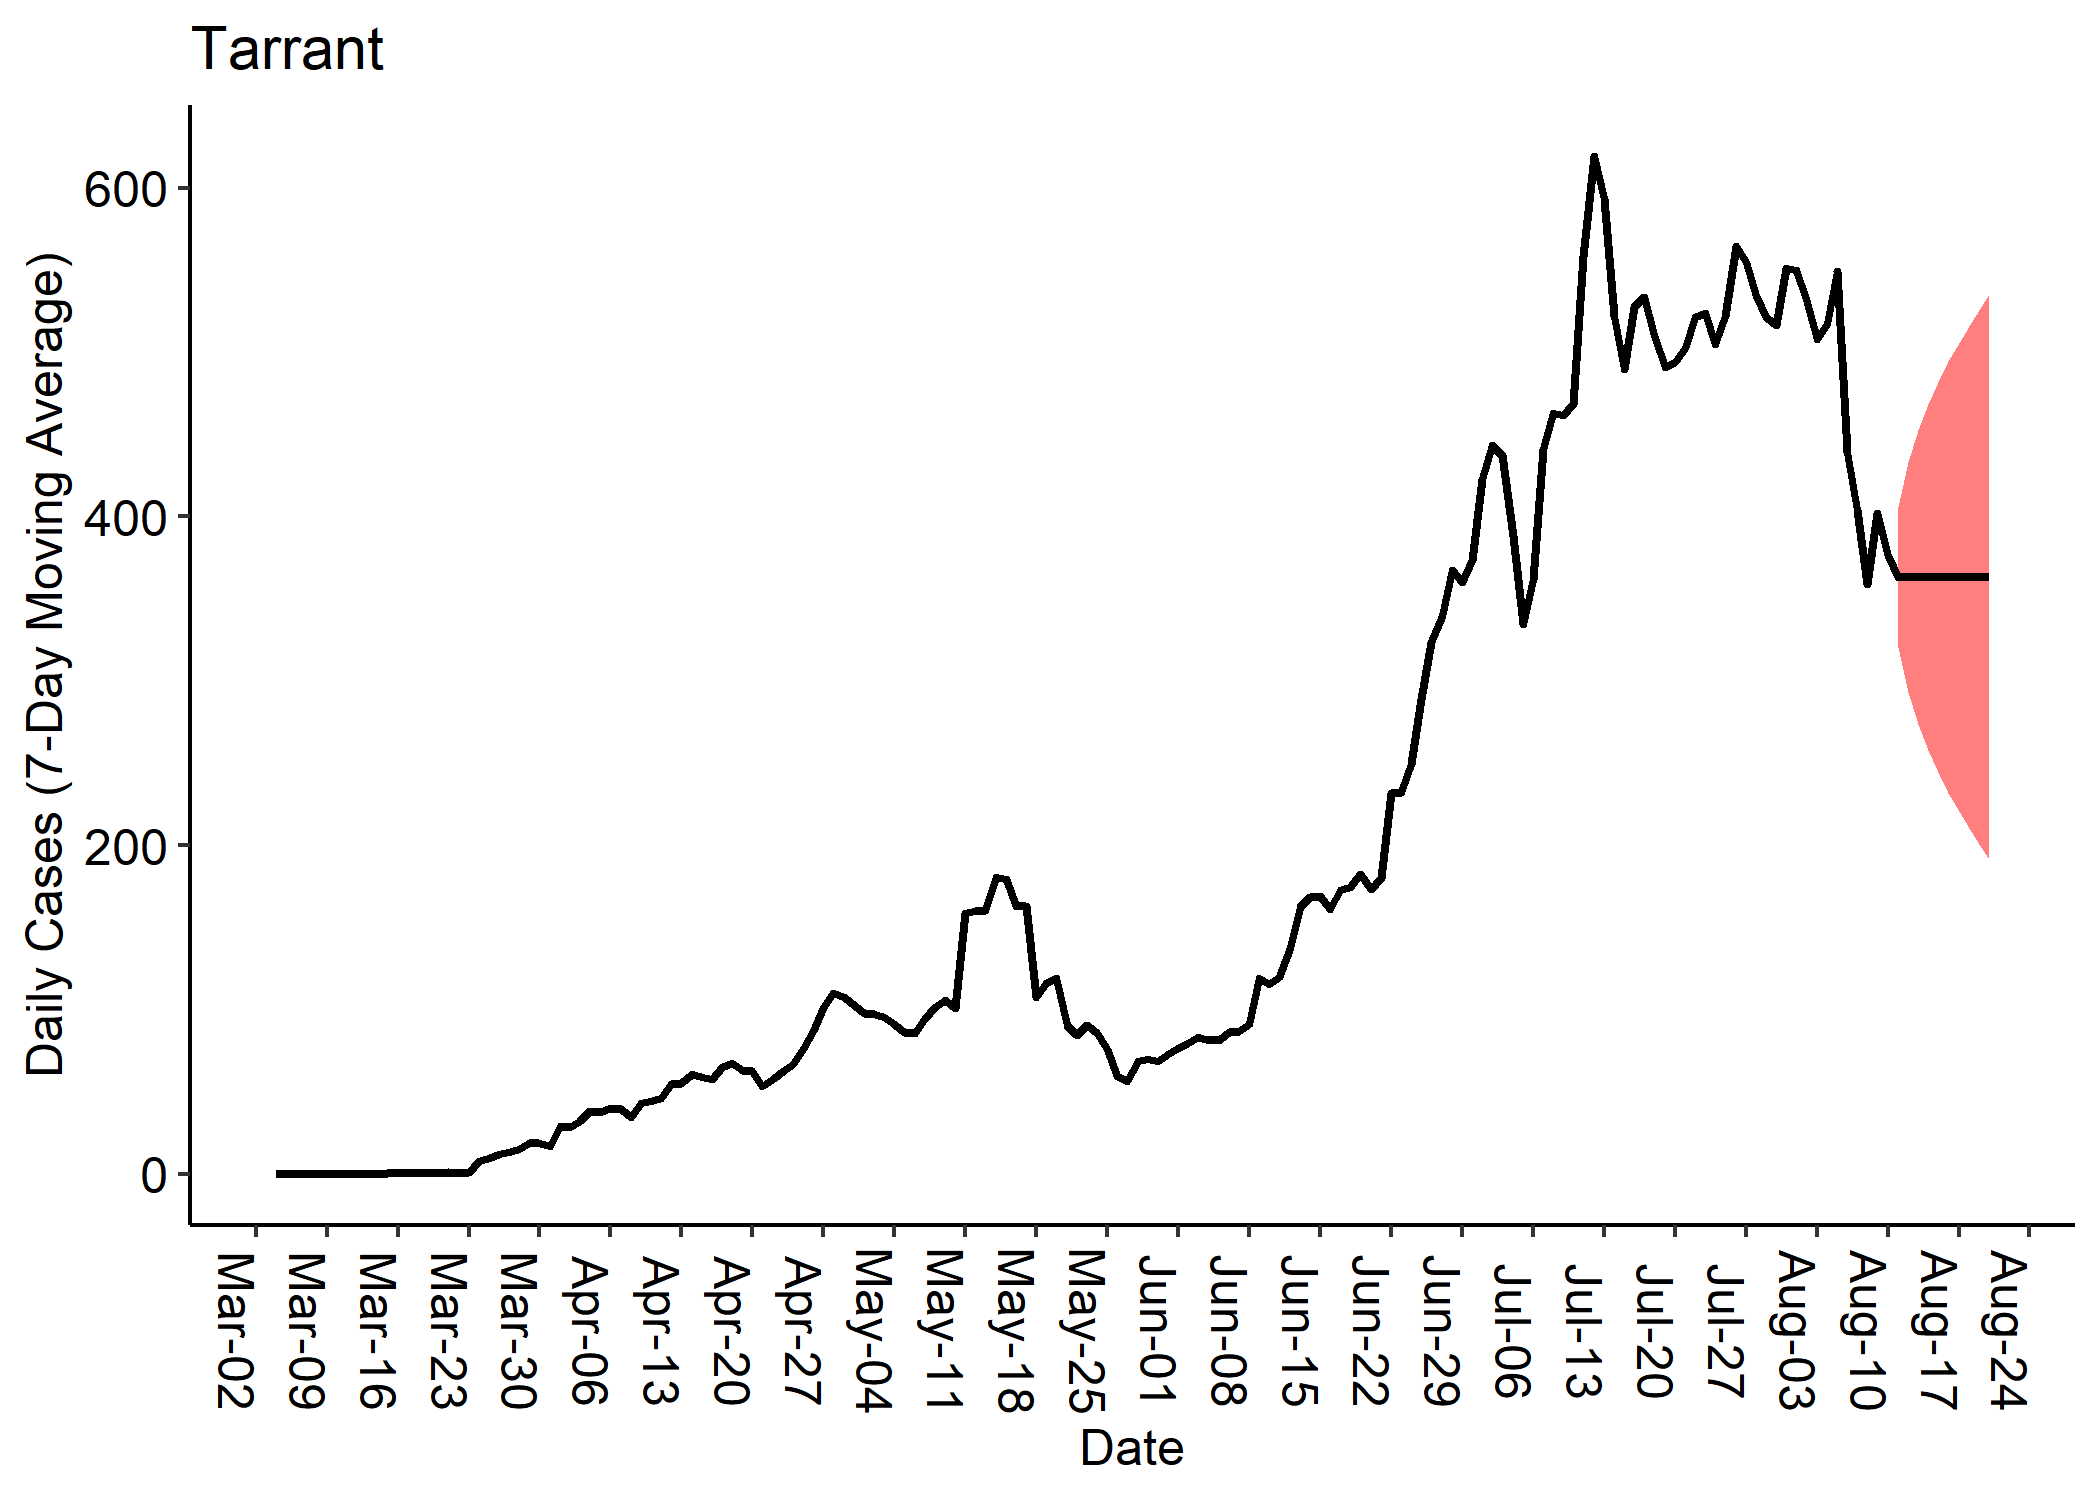 Tarrant
Daily Cases (7-Day Moving Average)
600
400
200
0
Mar-02
Mar-09
Mar-16
Mar-23
Mar-30
Apr-06
Apr-13
Apr-20
Apr-27
May-04
May-11
May-18
May-25
Jun-01
Jun-08
Jun-15
Jun-22
Jun-29
Jul-06
Jul-13
Jul-20
Jul-27
Aug-03
Aug-10
Aug-17
Aug-24
Date